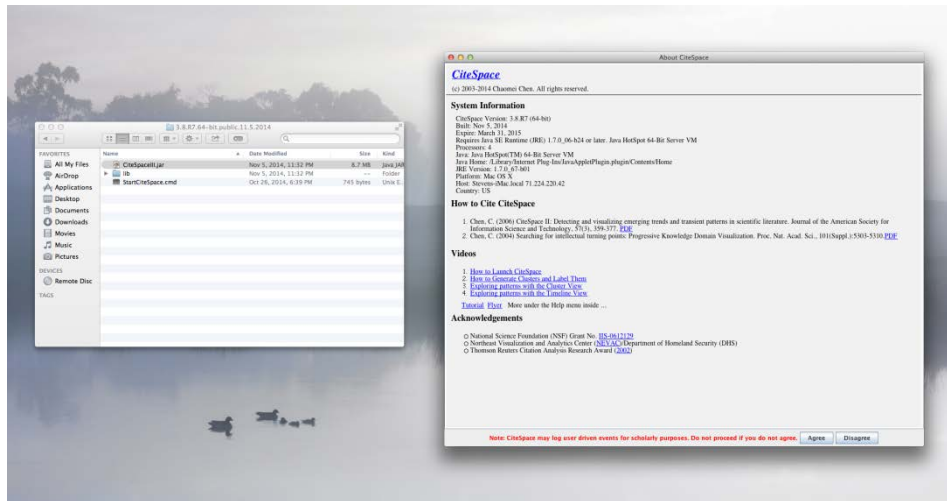 3.8.R7.64-bit.public.11.5.2014
FAVORITES
All My Files
AirDrop
Applications
Desktop
Documents
Downloads
Movies
Music
Pictures
DEVICES
Remote Disc
TAGS
Name Date Modified Size Kind
CiteSpaceII.jar Nov 5, 2014, 11:32 PM 8.7 MB Java JAR
lib Nov 5, 2014, 11:32 PM -- Folder
StartCiteSpace.cmd Oct 26, 2014, 6:39 PM 745 bytes Unix E...
About CiteSpace
CiteSpace
(c) 2003-2014 Chaomei Chen. All rights reserved.
System Information
CiteSpace Version: 3.8.R7 (64-bit)
Built: Nov 5, 2014
Expire: March 31, 2015
Requires Java SE Runtime (JRE) 1.7.0_06-b24 or later. Java HotSpot 64-Bit Server VM
Processors: 4
Java: Java HotSpot(TM) 64-Bit Server VM
Java Home: /Library/Internet Plug-Ins/JavaAppletPlugin.plugin/Contents/Home
JRE Version: 1.7.0_67-b01
Platform: Mac OS X
Host: Stevens-iMac.local 71.224.220.42
Country: US
How to Cite CiteSpace
1. Chen, C. (2006) CiteSpace II: Detecting and visualizing emerging trends and transient patterns in scientific literature. Journal of the American Society for
Information Science and Technology, 57(3), 359-377. PDF
2. Chen, C. (2004) Searching for intellectual turning points: Progressive Knowledge Domain Visualization. Proc. Nat. Acad. Sci., 101(Suppl.):5303-5310.PDF
Videos
1. How to Launch CiteSpace
2. How to Generate Clusters and Label Them
3. Exploring patterns with the Cluster View
4. Exploring patterns with the Timeline View
Tutorial Flyer More under the Help menu inside ...
Acknowledgements
National Science Foundation (NSF) Grant No. IIS-0612129
Northeast Visualization and Analytics Center (NEVAC)/Department of Homeland Security (DHS)
Thomson Reuters Citation Analysis Research Award (2002)
Note: CiteSpace may log user driven events for scholarly purposes. Do not proceed if you do not agree. Agree Disagree